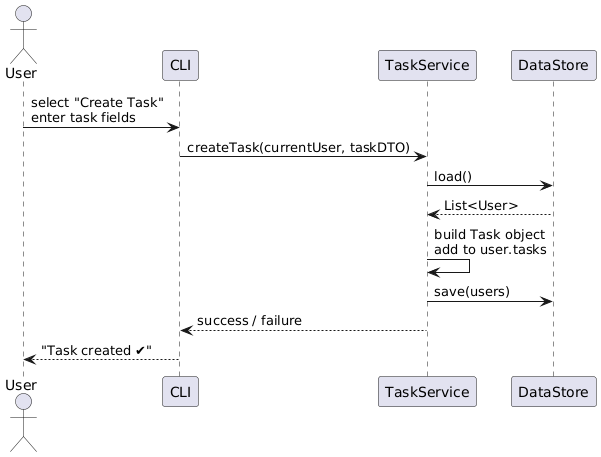 User
CLI
TaskService
DataStore
select "Create Task"
enter task fields
createTask(currentUser, taskDTO)
load()
List<User>
build Task object
add to user.tasks
save(users)
success / failure
"Task created ✔"
User
CLI
TaskService
DataStore